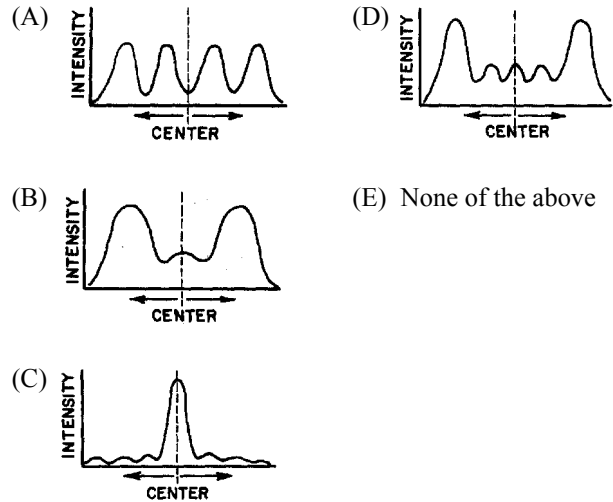 (A)
INTENSITY
CENTER
(B)
INTENSITY
CENTER
(C)
INTENSITY
CENTER
(D)
INTENSITY
CENTER
(E) None of the above